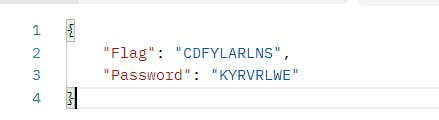 1 {
2 "Flag": "CDFYLARLNS",
3 "Password": "KYRVRLWE"
4 }